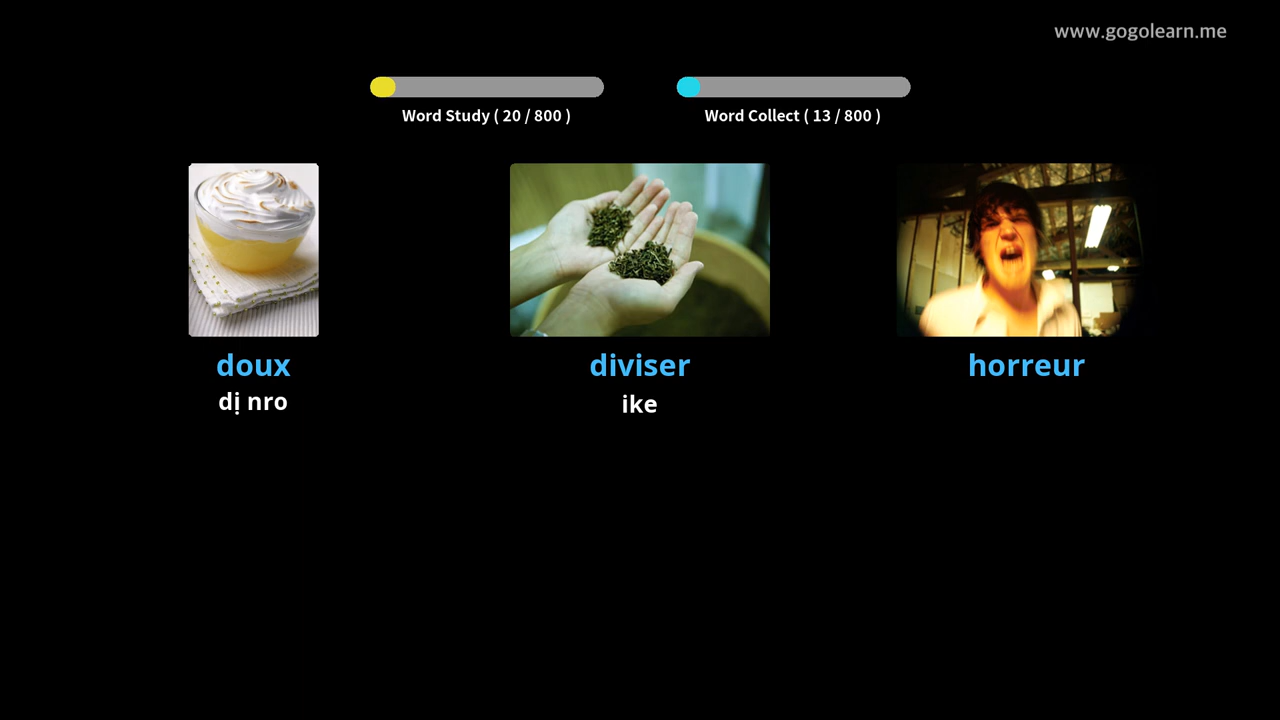 www.gogolearn.me
Word Study ( 20 / 800 )
Word Collect ( 13 / 800 )
doux
diviser
horreur
dị nro
ike